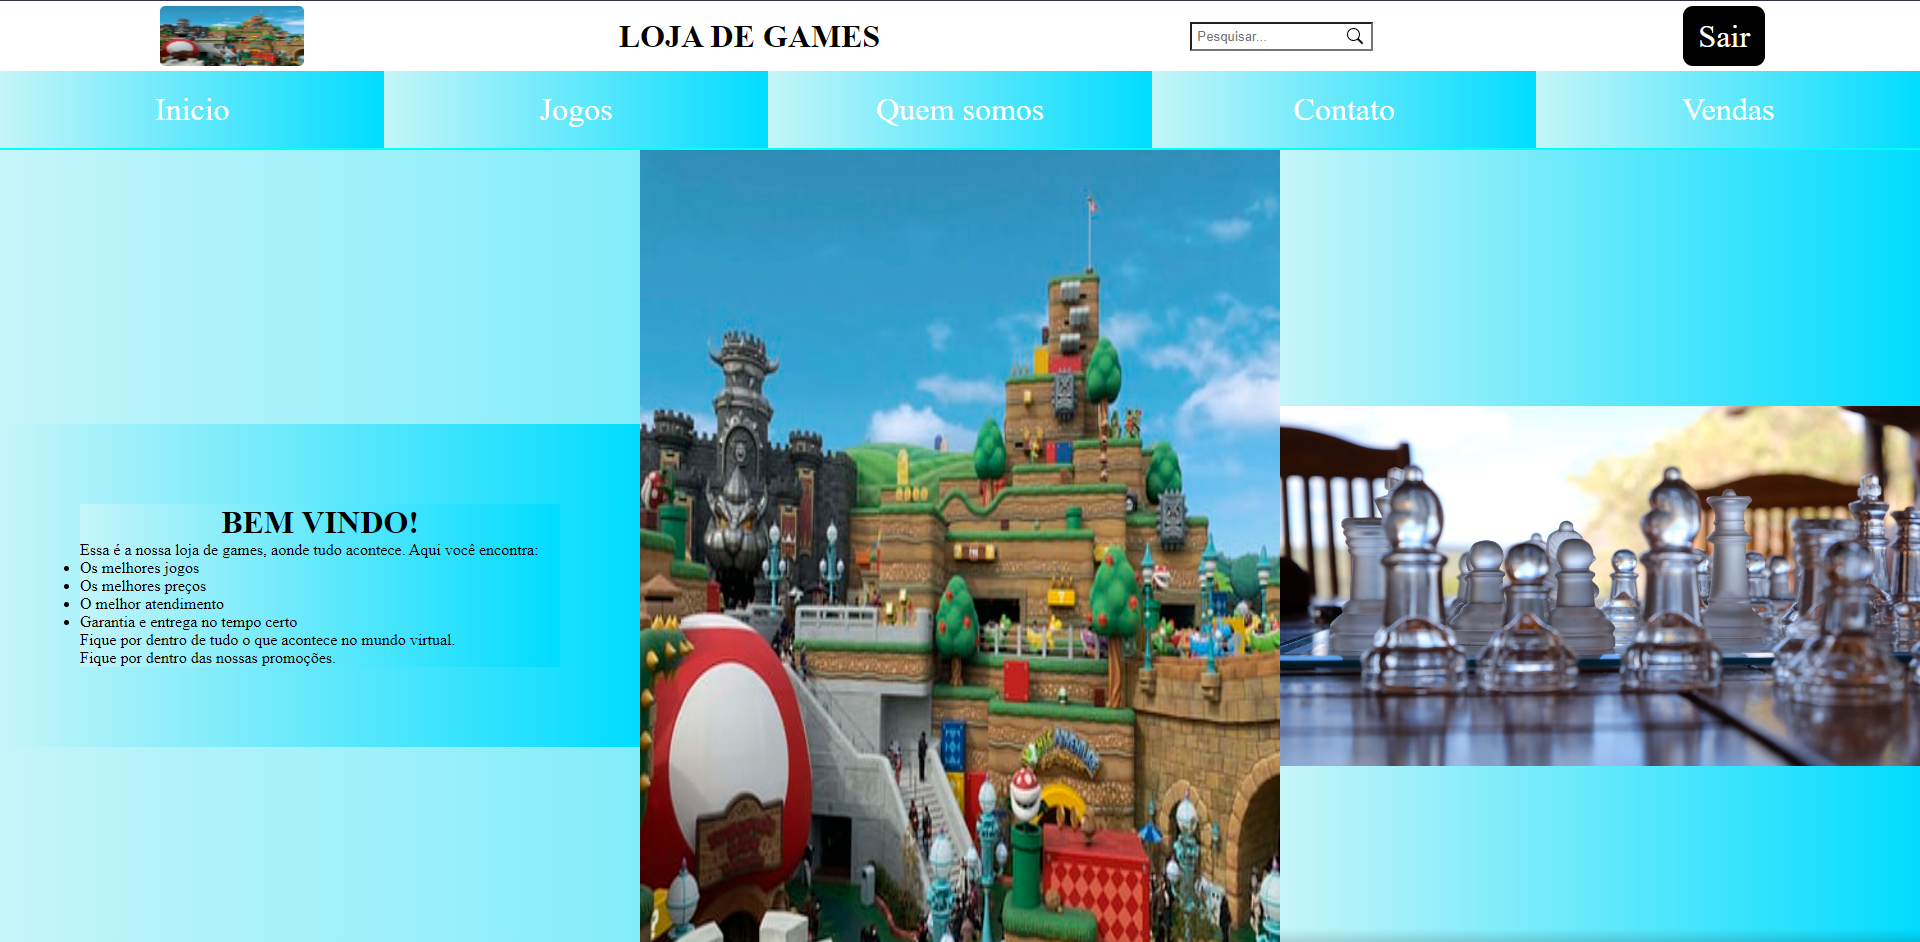 LOJA DE GAMES
Pesquisar...
Sair
Inicio
Jogos
Quem somos
Contato
Vendas
BEM VINDO!
Essa é a nossa loja de games, aonde tudo acontece. Aqui você encontra:
Os melhores jogos
Os melhores preços
O melhor atendimento
Garantia e entrega no tempo certo
Fique por dentro de tudo o que acontece no mundo virtual.
Fique por dentro das nossas promoções.